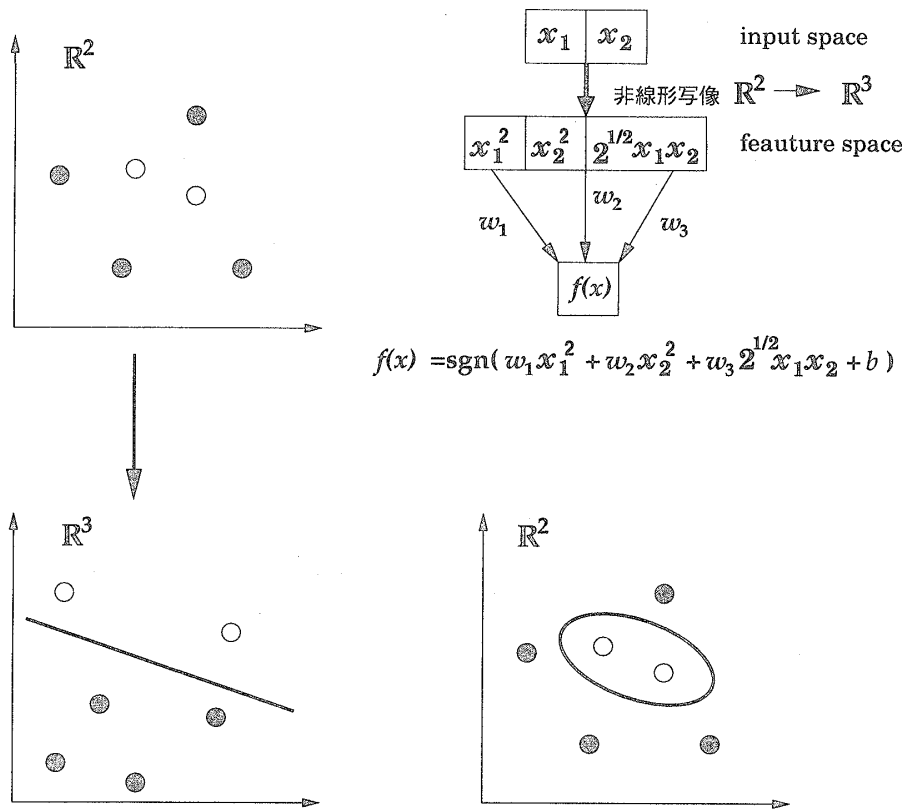 ℝ²
x₁ x₂ input space
非線形写像 ℝ² ℝ³
x₁² x₂² 2^1/2 x₁x₂ feauture space
w₁ w₂ w₃
f(x)
f(x) =sgn( w₁x₁² + w₂x₂² + w₃2^1/2 x₁x₂ + b )
ℝ³
ℝ²